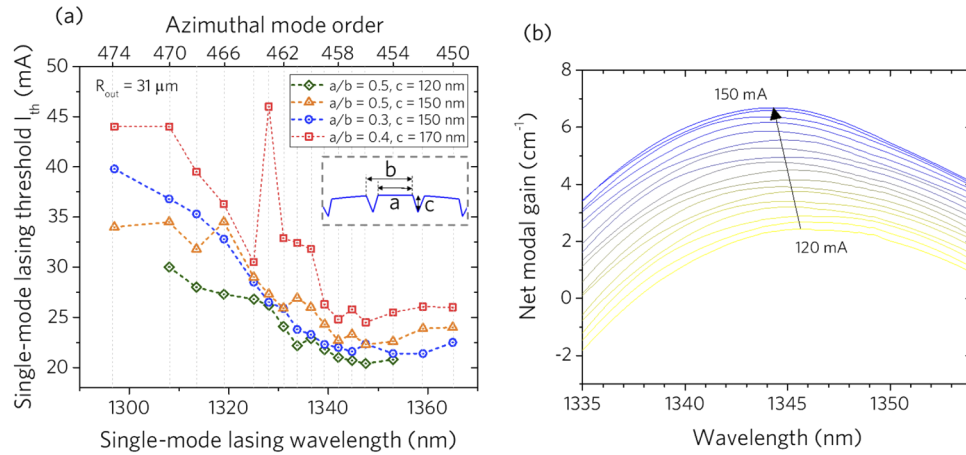 (a)
Azimuthal mode order
474 470 466 462 458 454 450
Single-mode lasing threshold I_th (mA)
50
45
40
35
30
25
20
R_out = 31 μm
a/b = 0.5, c = 120 nm
a/b = 0.5, c = 150 nm
a/b = 0.3, c = 150 nm
a/b = 0.4, c = 170 nm
b
a
c
1300 1320 1340 1360
Single-mode lasing wavelength (nm)
(b)
Net modal gain (cm⁻¹)
8
6
4
2
0
-2
150 mA
120 mA
1335 1340 1345 1350
Wavelength (nm)